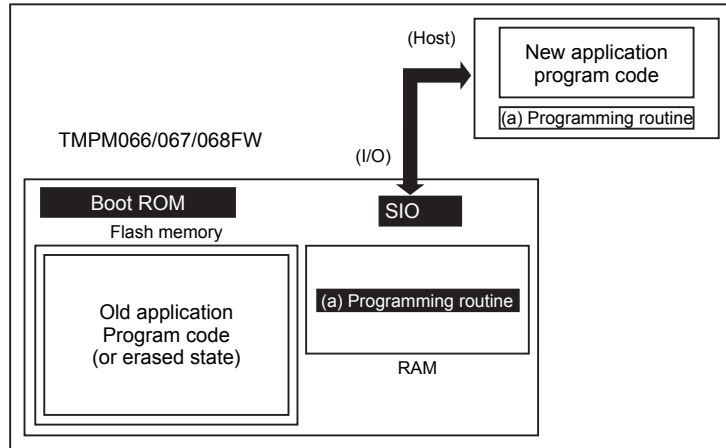 (Host)
New application
program code
(a) Programming routine
TMPM066/067/068FW
(I/O)
Boot ROM
SIO
Flash memory
Old application
Program code
(or erased state)
(a) Programming routine
RAM